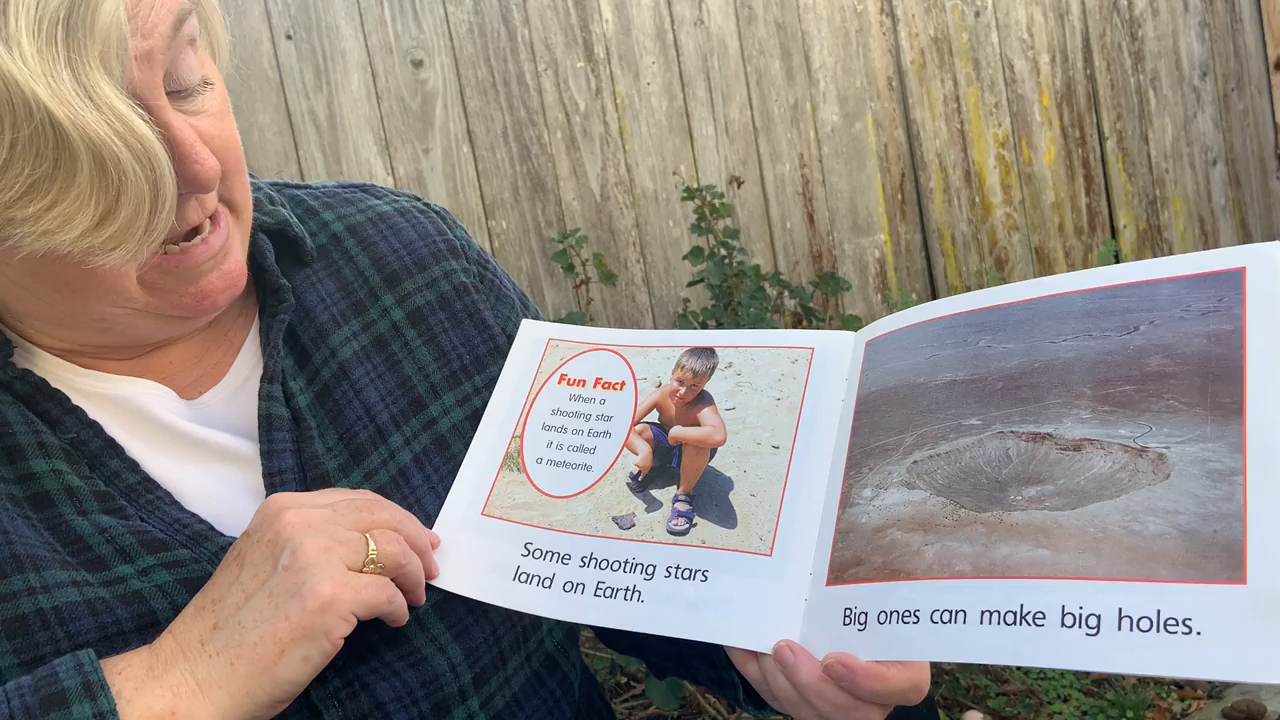 Fun Fact
When a
shooting star
lands on Earth
it is called
a meteorite.
Some shooting stars
land on Earth.
Big ones can make big holes.